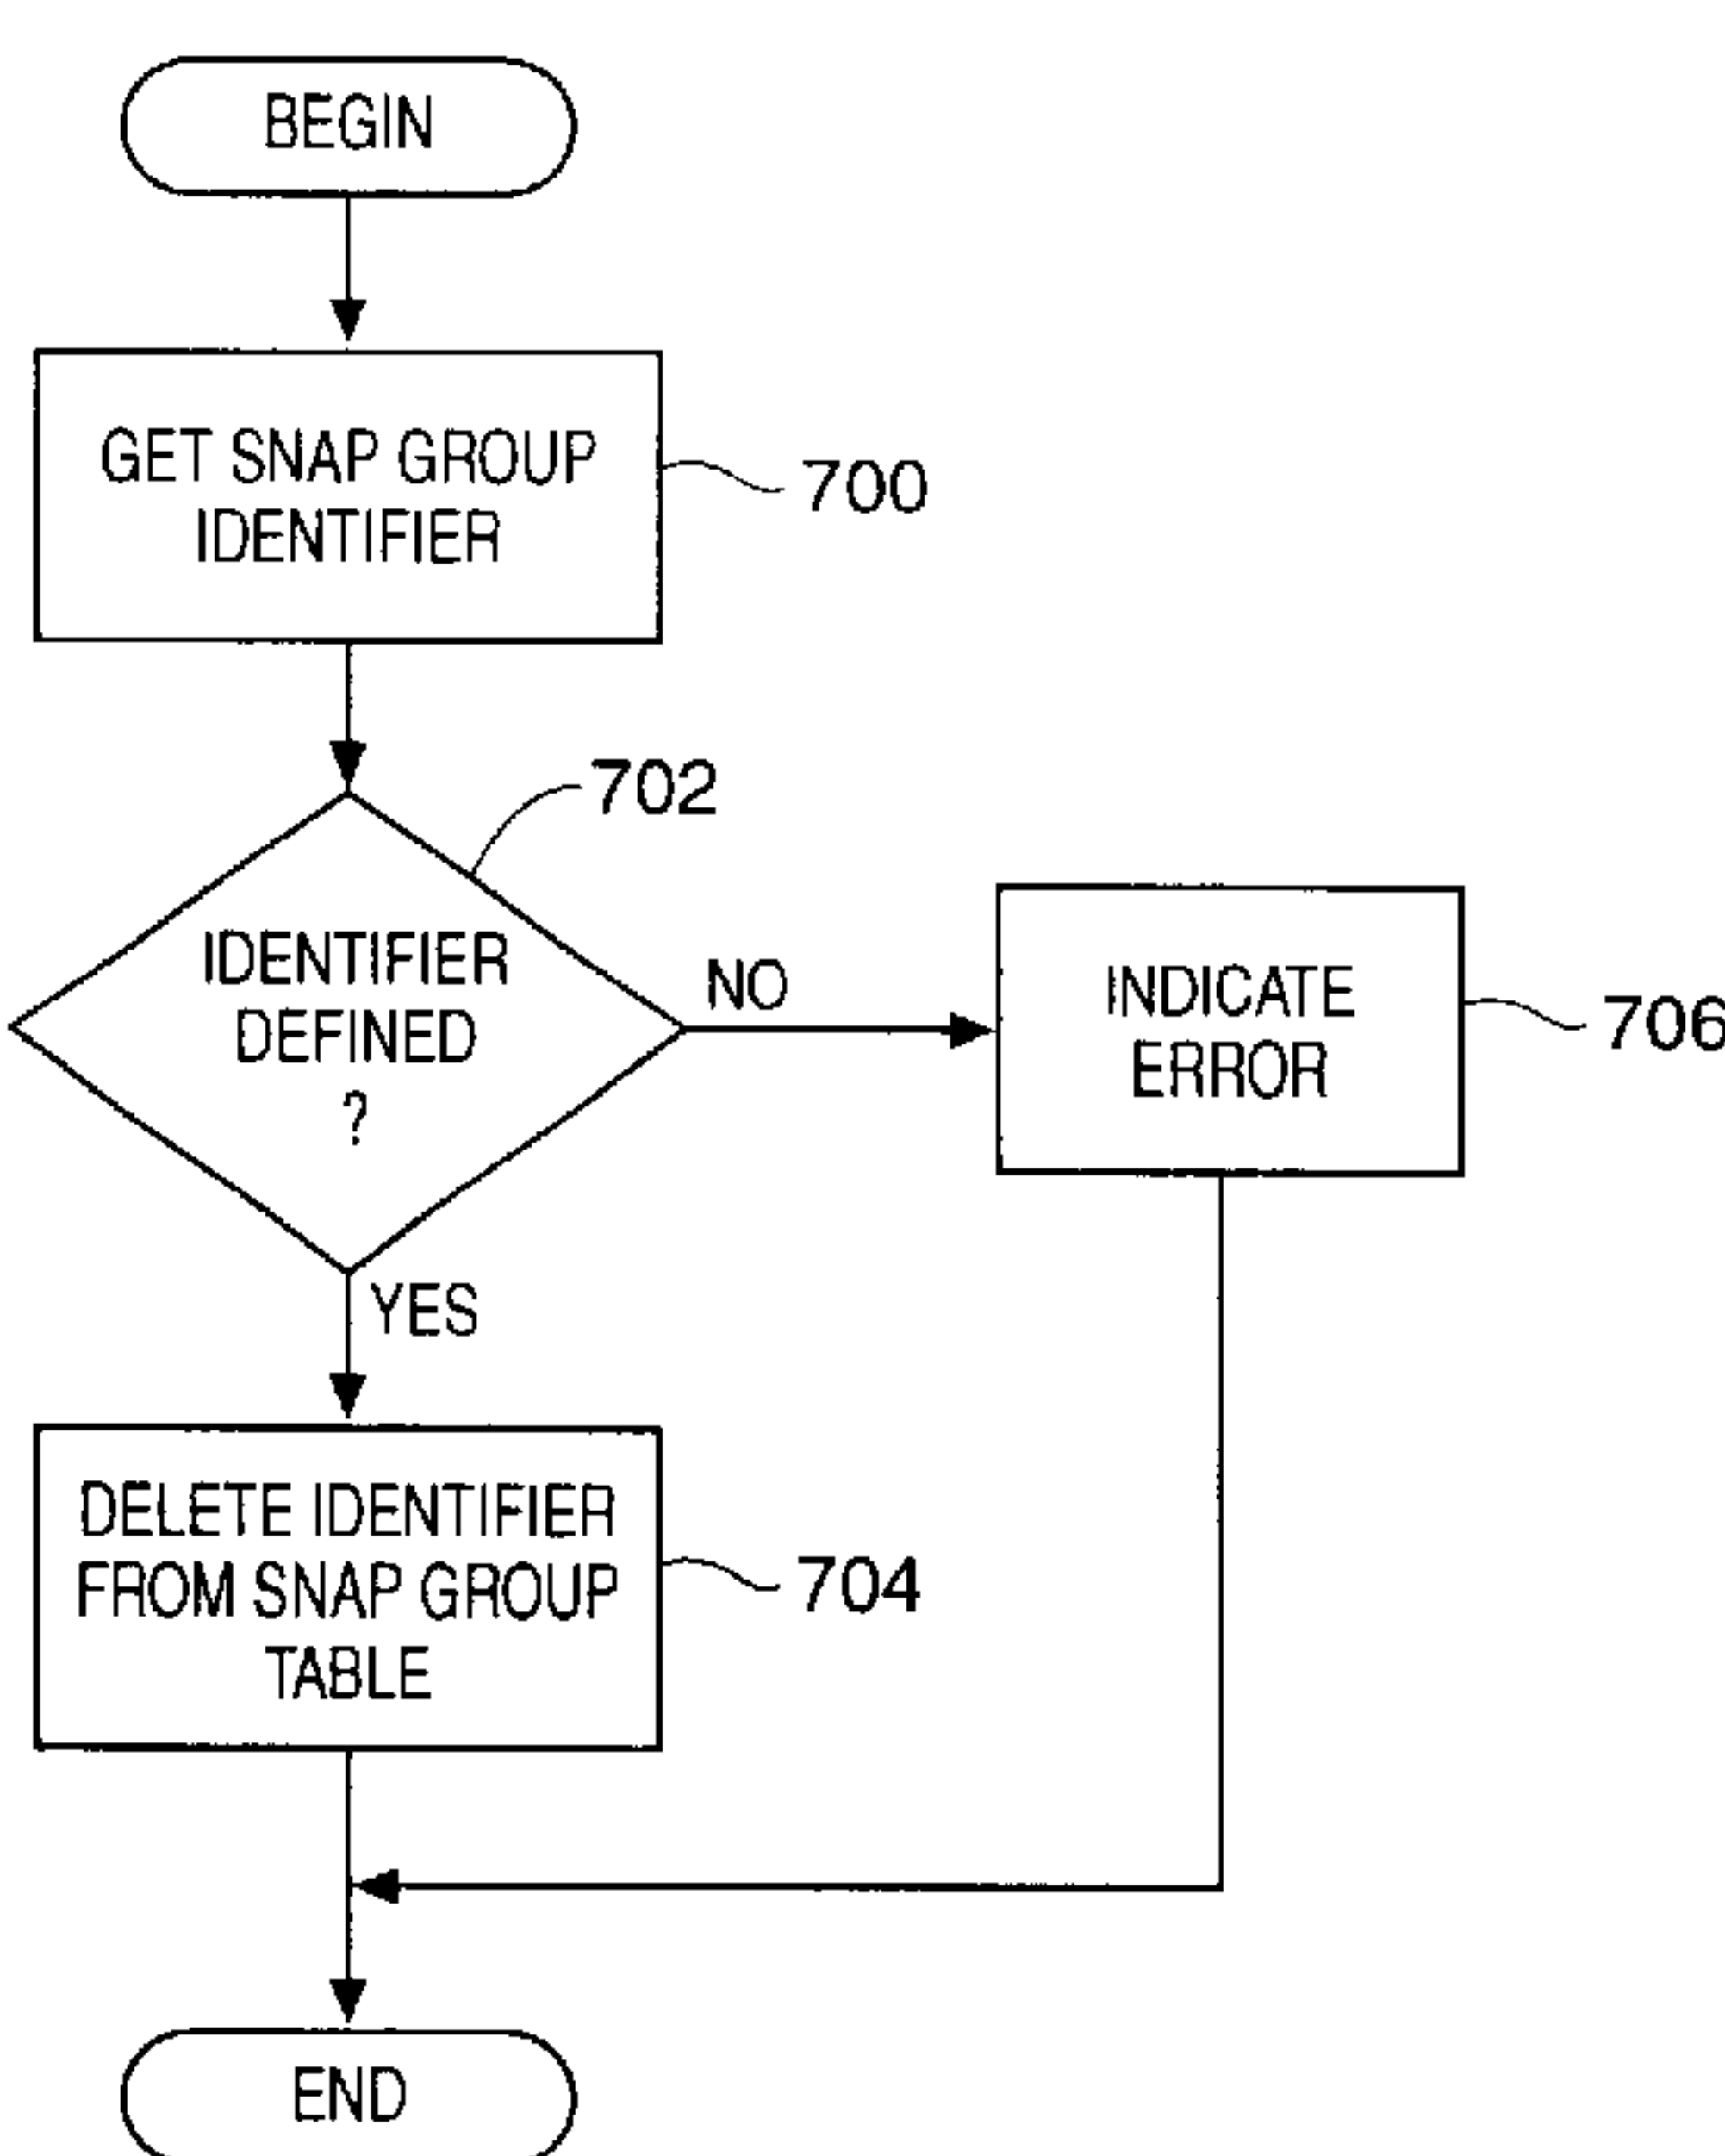 BEGIN
GET SNAP GROUP
IDENTIFIER
700
702
IDENTIFIER
DEFINED
?
NO
INDICATE
ERROR
706
YES
DELETE IDENTIFIER
FROM SNAP GROUP
TABLE
704
END